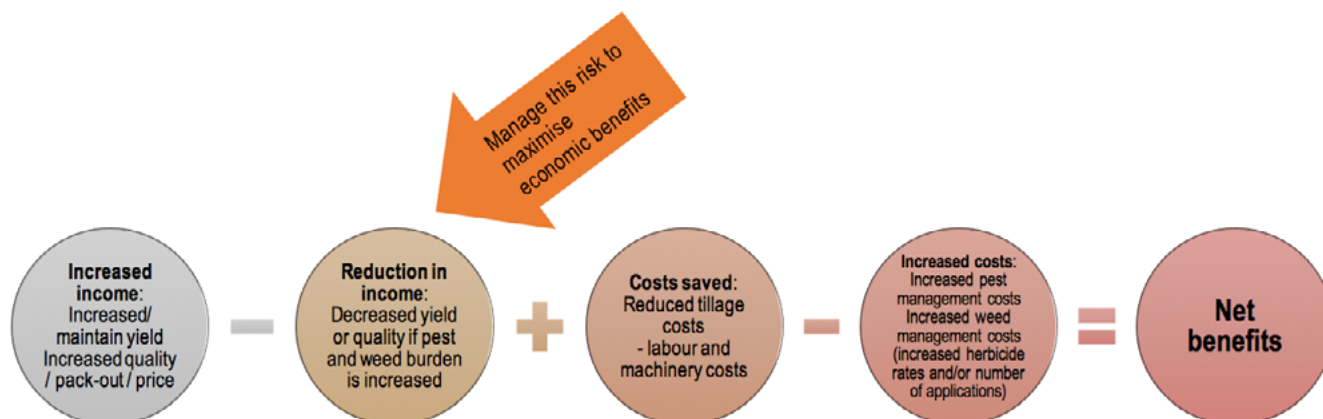 Manage this risk to
maximise
economic benefits
Increased
income:
Increased/
maintain yield
Increased quality
/ pack-out / price
Reduction in
income:
Decreased yield
or quality if pest
and weed burden
is increased
Costs saved:
Reduced tillage
costs
- labour and
machinery costs
Increased costs:
Increased pest
management costs
Increased weed
management costs
(increased herbicide
rates and/or number
of applications)
Net
benefits